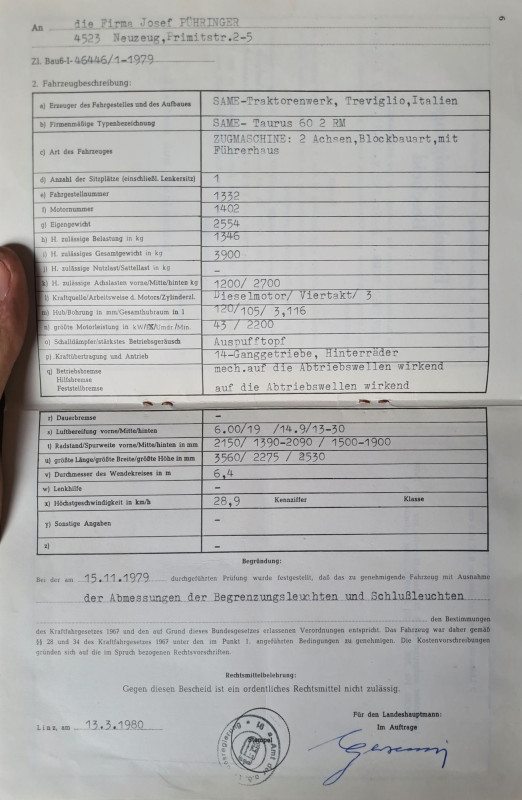 6
An die Firma Josef PÜHRINGER
4523 Neuzeug,Primitstr.2-5
Zl. BauS-I- 46446/1-1979
2. Fahrzeugbeschreibung:
a) Erzeuger des Fahrgestelles und des Aufbaues SAME-Traktorenwerk, Treviglio,Italien
b) Firmenmäßige Typenbezeichnung SAME- Taurus 60 2 RM
c) Art des Fahrzeuges ZUGMASCHINE: 2 Achsen,Blockbauart,mit
Führerhaus
d) Anzahl der Sitzplätze (einschließl. Lenkersitz) 1
e) Fahrgestellnummer 1332
f) Motornummer 1402
g) Eigengewicht 2554
h) H. zulässige Belastung in kg 1346
i) H. zulässiges Gesamtgewicht in kg 3900
j) H. zulässige Nutzlast/Sattellast in kg –
k) H. zulässige Achslasten vorne/Mitte/hinten kg 1200/ 2700
l) Kraftquelle/Arbeitsweise d. Motors/Zylinderzl. Dieselmotor/ Viertakt/ 3
m) Hub/Bohrung in mm/Gesamthubraum in l 120/105/ 3,116
n) größte Motorleistung in kW/ Umdr./Min. 43 / 2200
o) Schalldämpfer/stärkstes Betriebsgeräusch Auspufftopf
p) Kraftübertragung und Antrieb 14-Ganggetriebe, Hinterräder
q) Betriebsbremse mech.auf die Abtriebswellen wirkend
Hilfsbremse
Feststellbremse auf die Abtriebswellen wirkend
r) Dauerbremse –
s) Luftbereifung vorne/Mitte/hinten 6.00/19 /14.9/13-30
t) Radstand/Spurweite vorne/Mitte/hinten in mm 2150/ 1390-2090 / 1500-1900
u) größte Länge/größte Breite/größte Höhe in mm 3560/ 2275 / 2530
v) Durchmesser des Wendekreises in m 6,4
w) Lenkhilfe –
x) Höchstgeschwindigkeit in km/h 28,9 Kennziffer Klasse
y) Sonstige Angaben –
z) –
Begründung:
Bei der am 15.11.1979 durchgeführten Prüfung wurde festgestellt, daß das zu genehmigende Fahrzeug mit Ausnahme
der Abmessungen der Begrenzungsleuchten und Schlußleuchten
den Bestimmungen
des Kraftfahrgesetzes 1967 und den auf Grund dieses Bundesgesetzes erlassenen Verordnungen entspricht. Das Fahrzeug war daher gemäß
§§ 28 und 34 des Kraftfahrgesetzes 1967 unter den im Punkt 1. angeführten Bedingungen zu genehmigen. Die Kostenvorschreibungen
gründen sich auf die im Spruch bezogenen Rechtsvorschriften.
Rechtsmittelbelehrung:
Gegen diesen Bescheid ist ein ordentliches Rechtsmittel nicht zulässig.
Für den Landeshauptmann:
Linz, am 13.3.1980 Stempel Im Auftrage